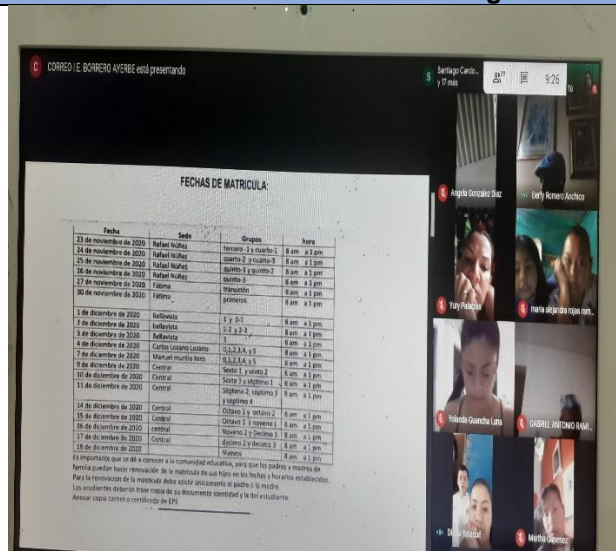 C CORREO I.E. BORRERO AYERBE está presentando
S Santiago Cardo...
y 17 más
9:26
TÚ
FECHAS DE MATRICULA:
Fecha Sede Grupos hora
23 de noviembre de 2020 Rafael Núñez tercero -1 y cuarto-1 8 am a 1 pm
24 de noviembre de 2020 Rafael Núñez cuarto-2 y cuarto-3 8 am a 1 pm
25 de noviembre de 2020 Rafael Núñez quinto-1 y quinto-2 8 am a 1 pm
26 de noviembre de 2020 Rafael Núñez quinto-3 8 am a 1 pm
27 de noviembre de 2020 Fátima transición 8 am a 1 pm
30 de noviembre de 2020 Fátima primeros 8 am a 1 pm
1 de diciembre de 2020 Bellavista 8 am a 1 pm
2 de diciembre de 2020 bellavista 8 am a 1 pm
3 de diciembre de 2020 Bellavista 3 8 am a 1 pm
4 de diciembre de 2020 Carlos Lozano Lozano 0,1,2,3,4, y 5 8 am a 1 pm
7 de diciembre de 2020 Manuel murillo toro 0,1,2,3,4, y 5 8 am a 1 pm
9 de diciembre de 2020 Central Sexto 1 y sexto 2 8 am a 1 pm
10 de diciembre de 2020 Central Sexto 3 y séptimo 1 8 am a 1 pm
11 de diciembre de 2020 Central Séptimo 2, séptimo 3 8 am a 1 pm
y séptimo 4
14 de diciembre de 2020 Central Octavo 1 y octavo 2 8 am a 1 pm
15 de diciembre de 2020 Central Octavo 3 y noveno 1 8 am a 1 pm
16 de diciembre de 2020 central Noveno 2 y Decimo 1 8 am a 1 pm
17 de diciembre de 2020 Central decimo 2 y decimo 3 8 am a 1 pm
18 de diciembre de 2020 Nuevos 8 am a 1 pm
Es importante que se dé a conocer a la comunidad educativa, para que los padres y madres de
familia puedan hacer renovación de la matricula de sus hijos en las fechas y horarios establecidos.
Para la renovación de la matricula debe asistir únicamente el padre o la madre.
Los acudientes deberán traer copia de su documento identidad y la del estudiante.
Anexar copia carnet o certificado de EPS.
Angela Gonzalez Diaz
Berfy Romero Anchico
Yury Palacios
maria alejandra rojas ram...
Yolanda Guancha Luna
GABRIEL ANTONIO RAMI...
Martha Gimenez